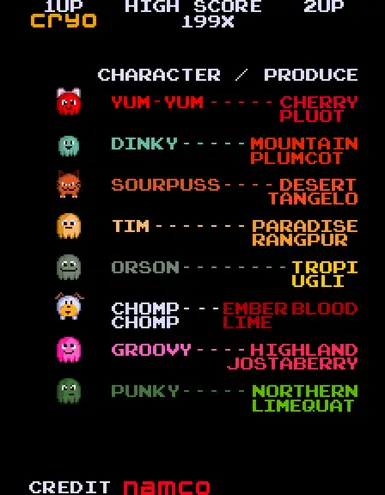 1UP HIGH SCORE 2UP
cryo 199X
CHARACTER / PRODUCE
YUM-YUM ----- CHERRY
PLUOT
DINKY ----- MOUNTAIN
PLUMCOT
SOURPUSS ---- DESERT
TANGELO
TIM ------- PARADISE
RANGPUR
ORSON -------- TROPI
UGLI
CHOMP --- EMBER BLOOD
CHOMP LIME
GROOVY ---- HIGHLAND
JOSTABERRY
PUNKY ----- NORTHERN
LIMEQUAT
CREDIT namco